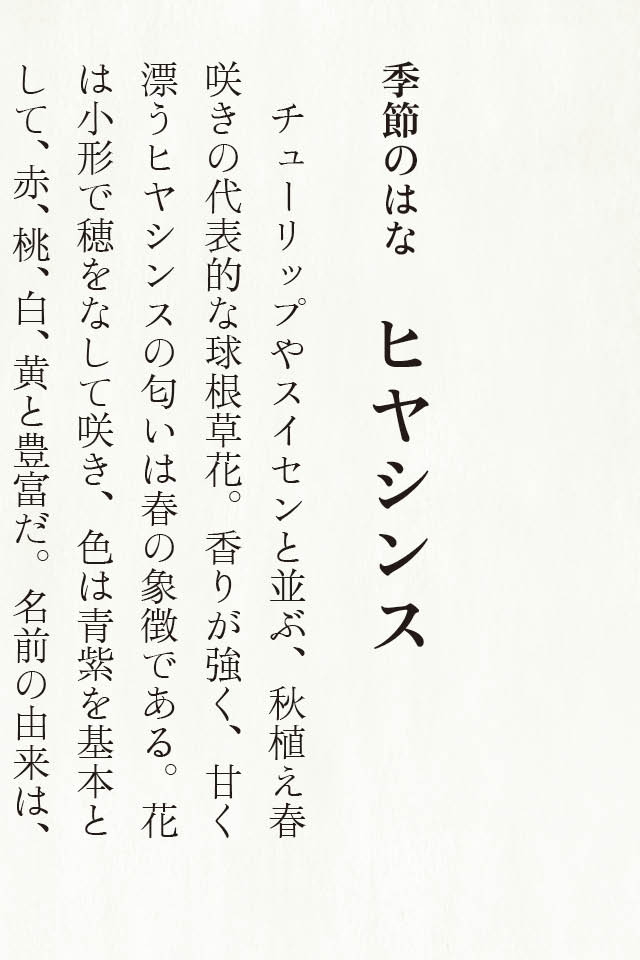 季節のはな　ヒヤシンス
　チューリップやスイセンと並ぶ、秋植え春
咲きの代表的な球根草花。香りが強く、甘く
漂うヒヤシンスの匂いは春の象徴である。花
は小形で穂をなして咲き、色は青紫を基本と
して、赤、桃、白、黄と豊富だ。名前の由来は、